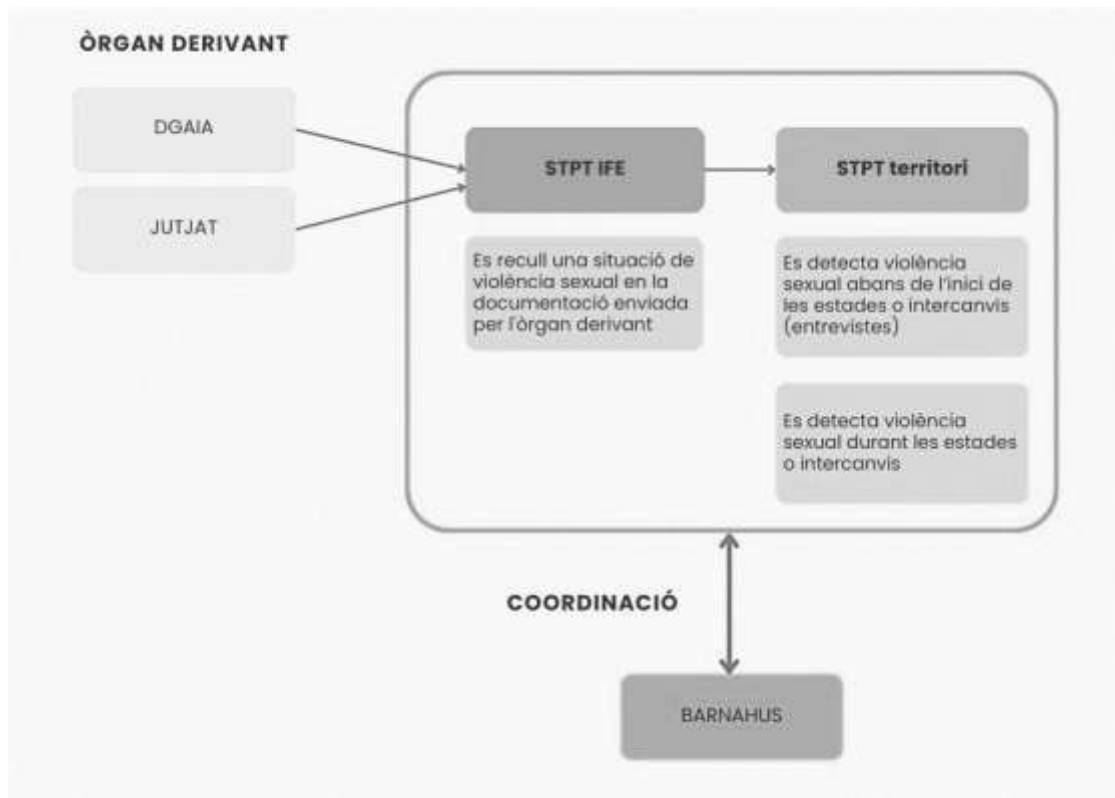 ÒRGAN DERIVANT
DGAIA
JUTJAT
STPT IFE
Es recull una situació de
violència sexual en la
documentació enviada
per l'òrgan derivant
STPT territori
Es detecta violència
sexual abans de l'inici de
les estades o intercanvis
(entrevistes)
Es detecta violència
sexual durant les estades
o intercanvis
COORDINACIÓ
BARNAHUS